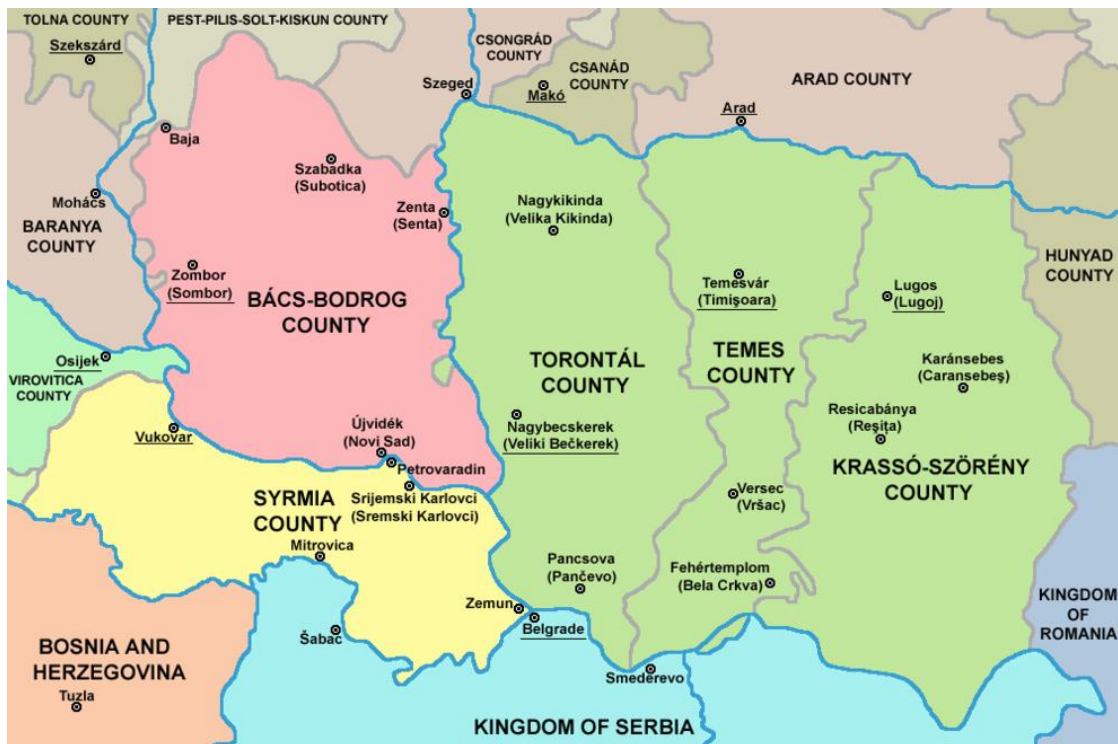 TOLNA COUNTY
Szekszárd
PEST-PILIS-SOLT-KISKUN COUNTY
CSONGRÁD
COUNTY
CSANÁD
COUNTY
Makó
ARAD COUNTY
Arad
Szeged
Baja
Szabadka
(Subotica)
Mohács
BARANYA
COUNTY
Zenta
(Senta)
Nagykikinda
(Velika Kikinda)
HUNYAD
COUNTY
Zombor
(Sombor)
BÁCS-BODROG
COUNTY
Temesvár
(Timişoara)
Lugos
(Lugoj)
Osijek
VIROVITICA
COUNTY
TORONTÁL
COUNTY
TEMES
COUNTY
Karánsebes
(Caransebeş)
Vukovar
Újvidék
(Novi Sad)
Petrovaradin
Nagybecskerek
(Veliki Bečkerek)
Resicabánya
(Reşiţa)
KRASSÓ-SZÖRÉNY
COUNTY
SYRMIA
COUNTY
Srijemski Karlovci
(Sremski Karlovci)
Versec
(Vršac)
Mitrovica
Pancsova
(Pančevo)
Fehértemplom
(Bela Crkva)
Zemun
Belgrade
KINGDOM
OF
ROMANIA
BOSNIA AND
HERZEGOVINA
Šabac
Tuzla
Smederevo
KINGDOM OF SERBIA